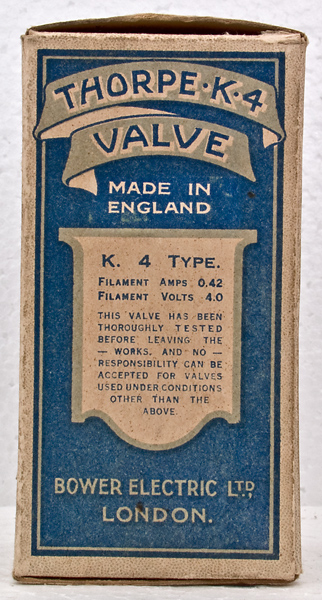 THORPE·K·4
VALVE
MADE IN
ENGLAND
K. 4 TYPE.
FILAMENT AMPS 0.42
FILAMENT VOLTS 4.0
THIS VALVE HAS BEEN
THOROUGHLY TESTED
BEFORE LEAVING THE
— WORKS. AND NO —
RESPONSIBILITY CAN BE
ACCEPTED FOR VALVES
USED UNDER CONDITIONS
OTHER THAN THE
ABOVE.
BOWER ELECTRIC LTD.
LONDON.